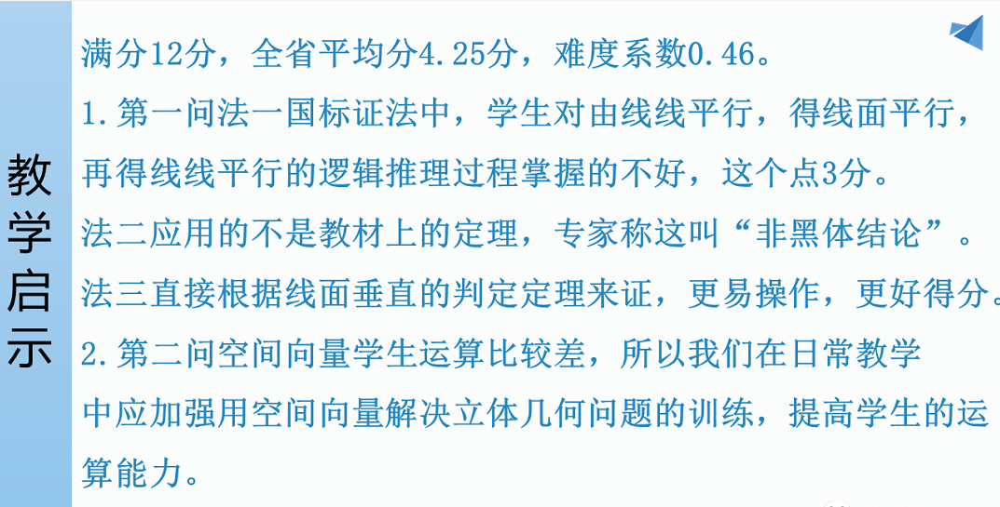 教学启示
满分12分，全省平均分4.25分，难度系数0.46。
1.第一问法一国标证法中，学生对由线线平行，得线面平行，
再得线线平行的逻辑推理过程掌握的不好，这个点3分。
法二应用的不是教材上的定理，专家称这叫“非黑体结论”。
法三直接根据线面垂直的判定定理来证，更易操作，更好得分。
2.第二问空间向量学生运算比较差，所以我们在日常教学
中应加强用空间向量解决立体几何问题的训练，提高学生的运
算能力。